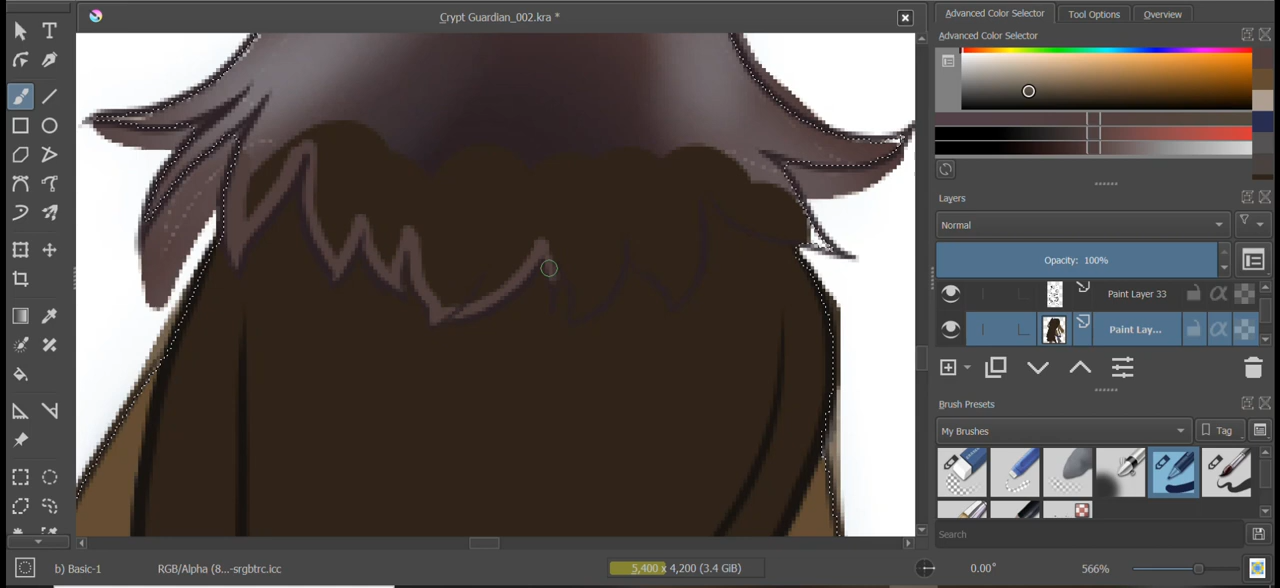 Crypt Guardian_002.kra *
Advanced Color Selector
Tool Options
Overview
Advanced Color Selector
Layers
Normal
Opacity: 100%
Paint Layer 33
Paint Lay...
Brush Presets
My Brushes
Tag
Search
b) Basic-1
RGB/Alpha (8...-srgbtrc.icc
5,400 x 4,200 (3.4 GiB)
0.00°
566%